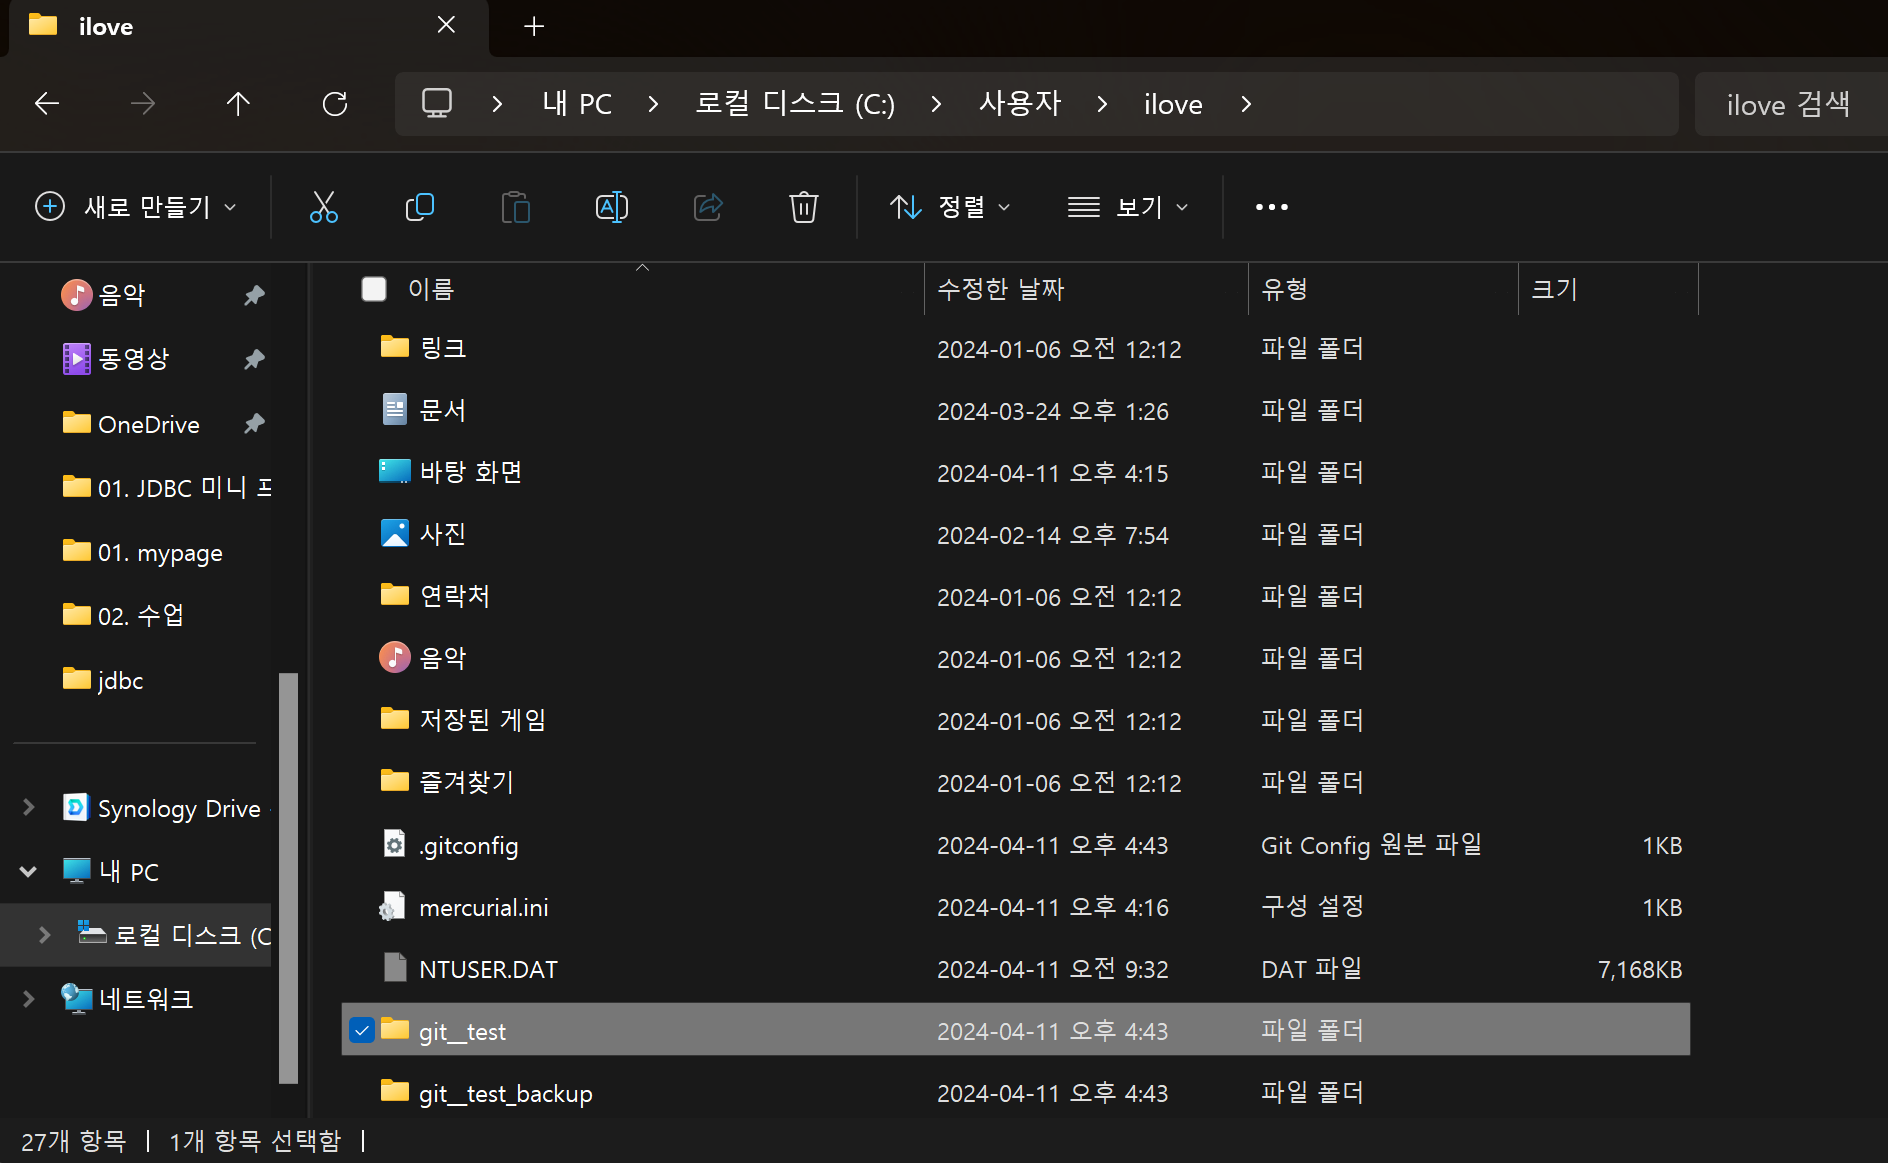 ilove
내 PC 로컬 디스크 (C:) 사용자 ilove
ilove 검색
새로 만들기 정렬 보기
음악
동영상
OneDrive
01. JDBC 미니 프
01. mypage
02. 수업
jdbc
Synology Drive
내 PC
로컬 디스크 (C
네트워크
이름 수정한 날짜 유형 크기
링크 2024-01-06 오전 12:12 파일 폴더
문서 2024-03-24 오후 1:26 파일 폴더
바탕 화면 2024-04-11 오후 4:15 파일 폴더
사진 2024-02-14 오후 7:54 파일 폴더
연락처 2024-01-06 오전 12:12 파일 폴더
음악 2024-01-06 오전 12:12 파일 폴더
저장된 게임 2024-01-06 오전 12:12 파일 폴더
즐겨찾기 2024-01-06 오전 12:12 파일 폴더
.gitconfig 2024-04-11 오후 4:43 Git Config 원본 파일 1KB
mercurial.ini 2024-04-11 오후 4:16 구성 설정 1KB
NTUSER.DAT 2024-04-11 오전 9:32 DAT 파일 7,168KB
git__test 2024-04-11 오후 4:43 파일 폴더
git__test_backup 2024-04-11 오후 4:43 파일 폴더
27개 항목 | 1개 항목 선택함 |